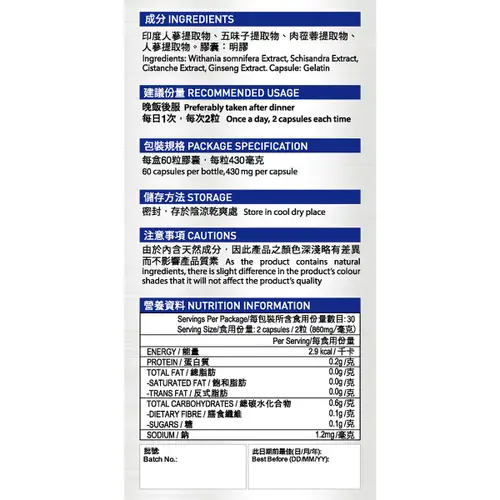 成分 INGREDIENTS
印度人蔘提取物、五味子提取物、肉蓯蓉提取物、
人蔘提取物。膠囊：明膠
Ingredients: Withania somnifera Extract, Schisandra Extract,
Cistanche Extract, Ginseng Extract. Capsule: Gelatin
建議份量 RECOMMENDED USAGE
晚飯後服 Preferably taken after dinner
每日1次，每次2粒 Once a day, 2 capsules each time
包裝規格 PACKAGE SPECIFICATION
每盒60粒膠囊，每粒430毫克
60 capsules per bottle,430 mg per capsule
儲存方法 STORAGE
密封，存於陰涼乾爽處 Store in cool dry place
注意事項 CAUTIONS
由於內含天然成分，因此產品之顏色深淺略有差異
而不影響產品質素 As the product contains natural
ingredients, there is slight difference in the product's colour
shades that it will not affect the product's quality
營養資料 NUTRITION INFORMATION
Servings Per Package/每包裝所含食用份量數目: 30
Serving Size/食用份量: 2 capsules / 2粒 (860mg/毫克)
Per Serving/每食用份量
ENERGY / 能量 2.9 kcal / 千卡
PROTEIN / 蛋白質 0.2g/克
TOTAL FAT / 總脂肪 0.0g/克
-SATURATED FAT / 飽和脂肪 0.0g/克
-TRANS FAT / 反式脂肪 0.0g/克
TOTAL CARBOHYDRATES / 總碳水化合物 0.6g/克
-DIETARY FIBRE / 膳食纖維 0.1g/克
-SUGARS / 糖 0.1g/克
SODIUM / 鈉 1.2mg/毫克
批號: 
Batch No.:
此日期前最佳(日/月/年):
Best Before (DD/MM/YY):